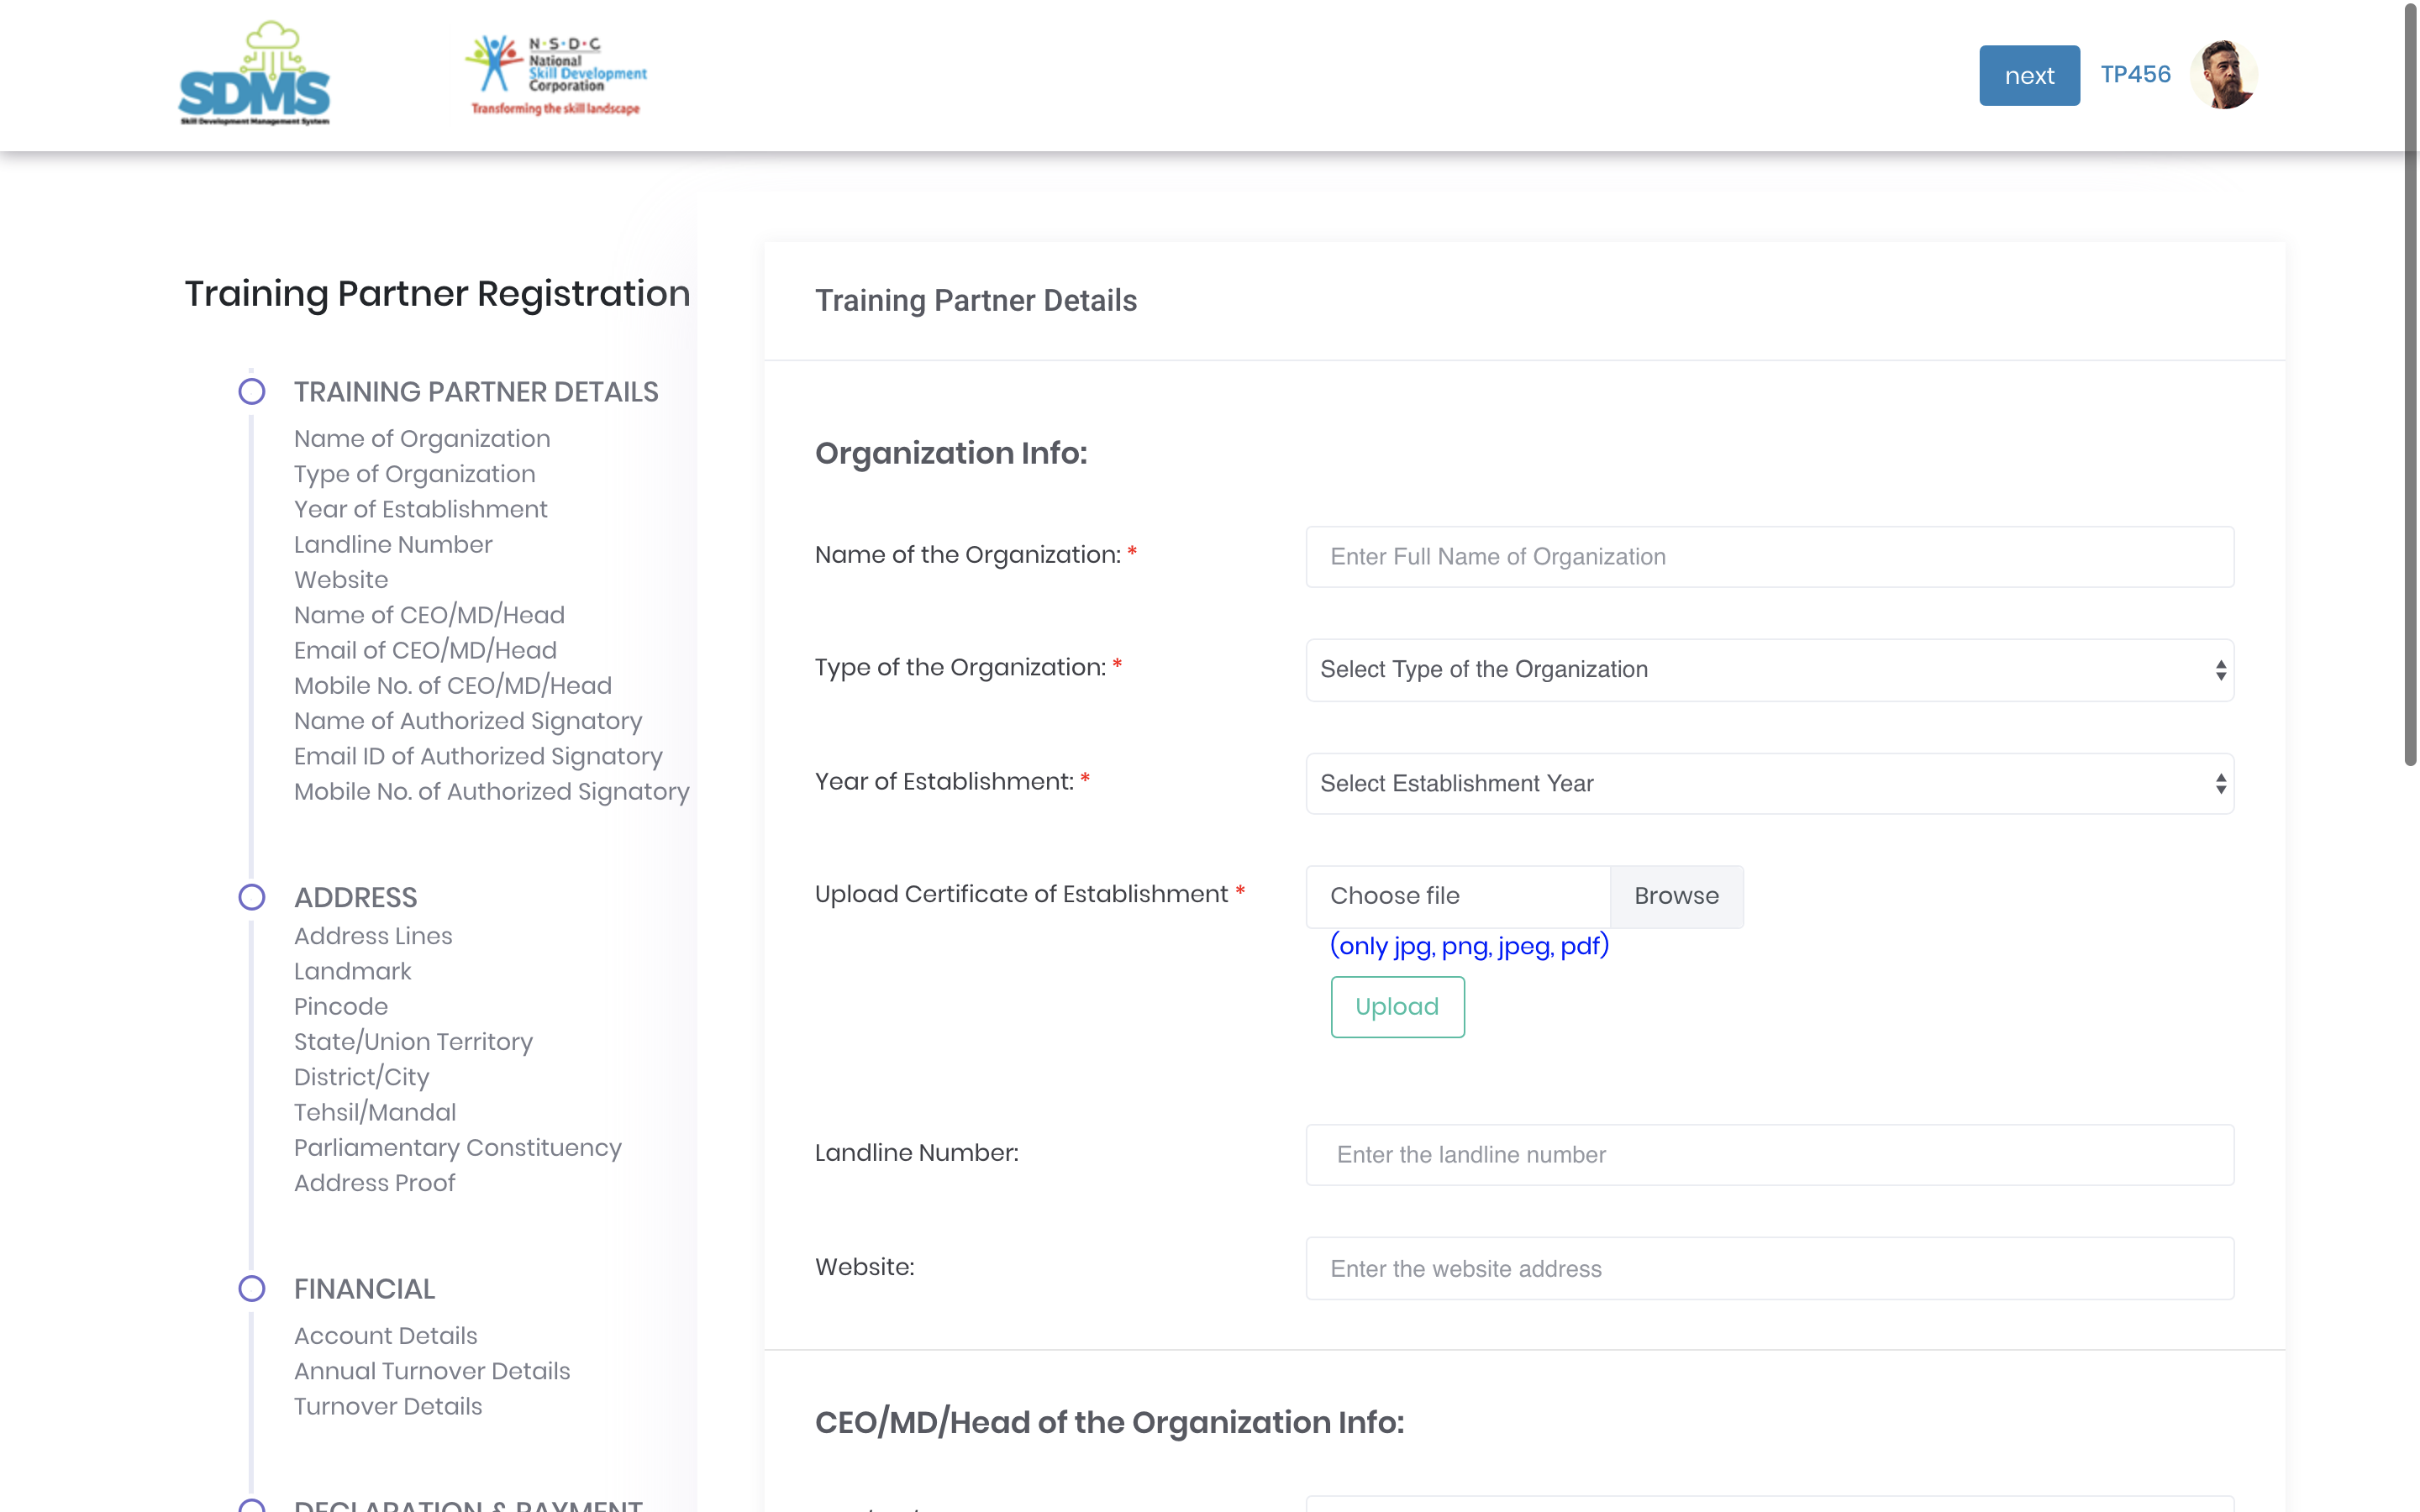 SDMS
Skill Development Management System
N·S·D·C
National
Skill Development
Corporation
Transforming the skill landscape
next
TP456
Training Partner Registration
TRAINING PARTNER DETAILS
Name of Organization
Type of Organization
Year of Establishment
Landline Number
Website
Name of CEO/MD/Head
Email of CEO/MD/Head
Mobile No. of CEO/MD/Head
Name of Authorized Signatory
Email ID of Authorized Signatory
Mobile No. of Authorized Signatory
ADDRESS
Address Lines
Landmark
Pincode
State/Union Territory
District/City
Tehsil/Mandal
Parliamentary Constituency
Address Proof
FINANCIAL
Account Details
Annual Turnover Details
Turnover Details
DECLARATION & PAYMENT
Training Partner Details
Organization Info:
Name of the Organization: *
Enter Full Name of Organization
Type of the Organization: *
Select Type of the Organization
Year of Establishment: *
Select Establishment Year
Upload Certificate of Establishment *
Choose file
Browse
(only jpg, png, jpeg, pdf)
Upload
Landline Number:
Enter the landline number
Website:
Enter the website address
CEO/MD/Head of the Organization Info: